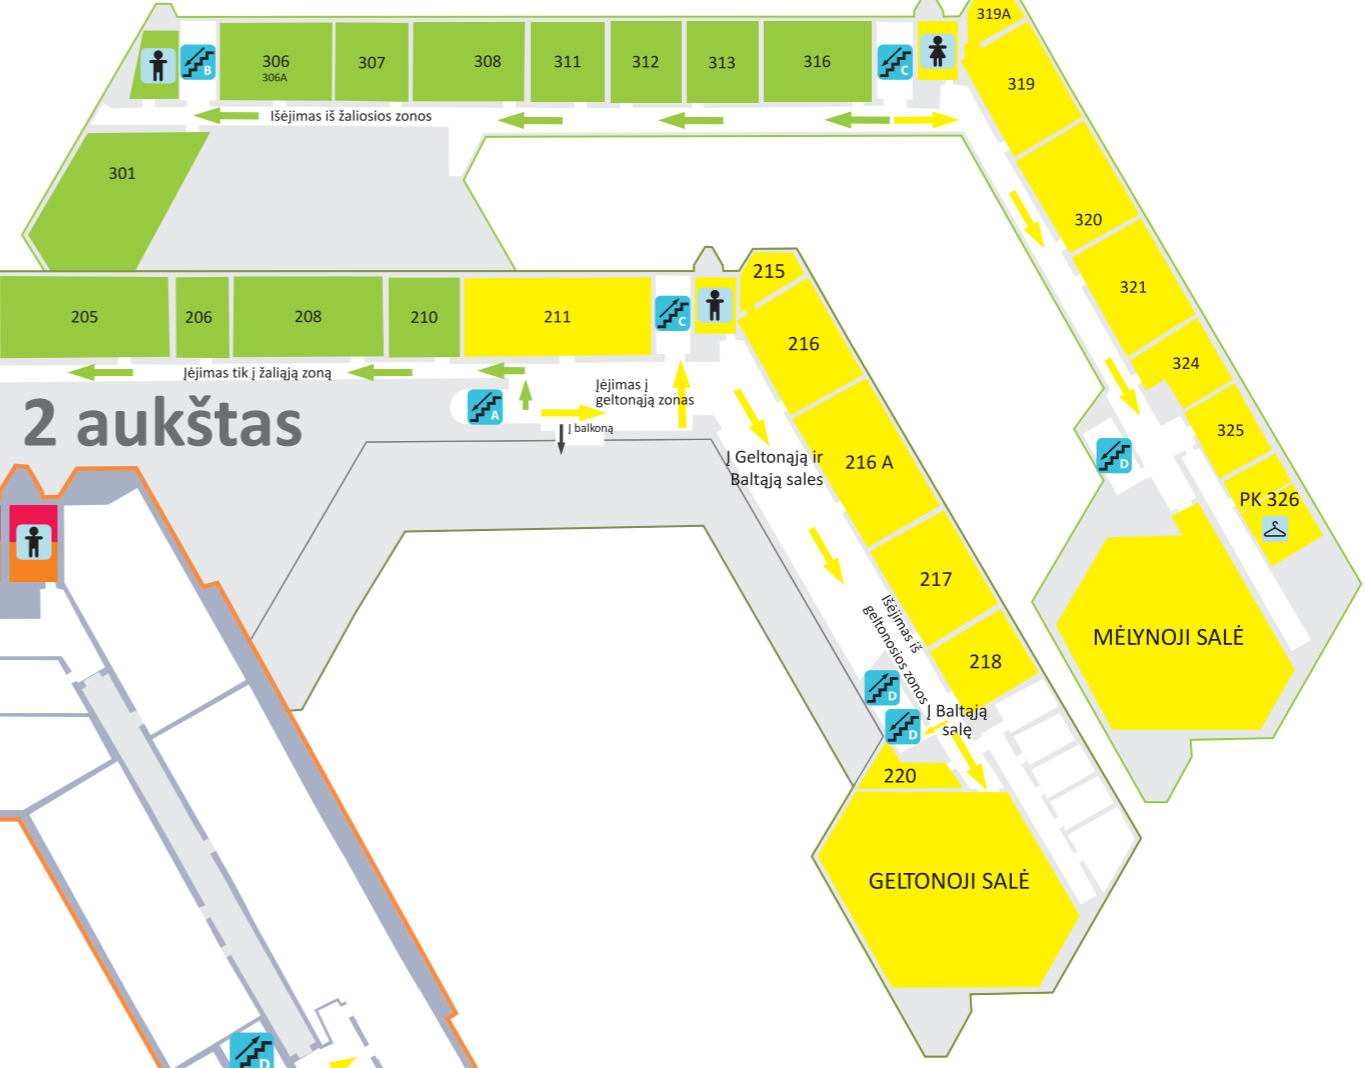 319A
B
306
306A
307
308
311
312
313
316
C
319
Išėjimas iš žaliosios zonos
301
320
321
324
325
D
PK 326
MĖLYNOJI SALĖ
215
205
206
208
210
211
C
216
Įėjimas tik į žaliąją zoną
A
Įėjimas į
geltonąją zonas
Į balkoną
2 aukštas
Į Geltonąją ir
Baltąją sales
216 A
217
Išėjimas iš
geltonosios zonos
218
D
D
Į Baltąją
salę
220
GELTONOJI SALĖ
D